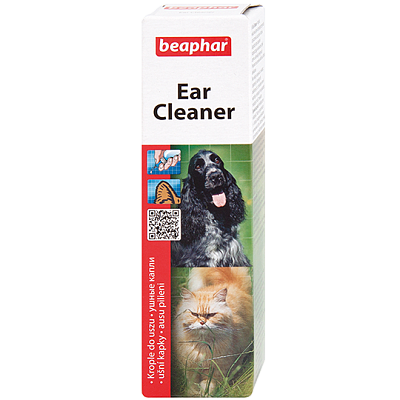 beaphar
Ear
Cleaner
• Krople do uszu • ушные капли
• ušní kapky • ausu pilieni